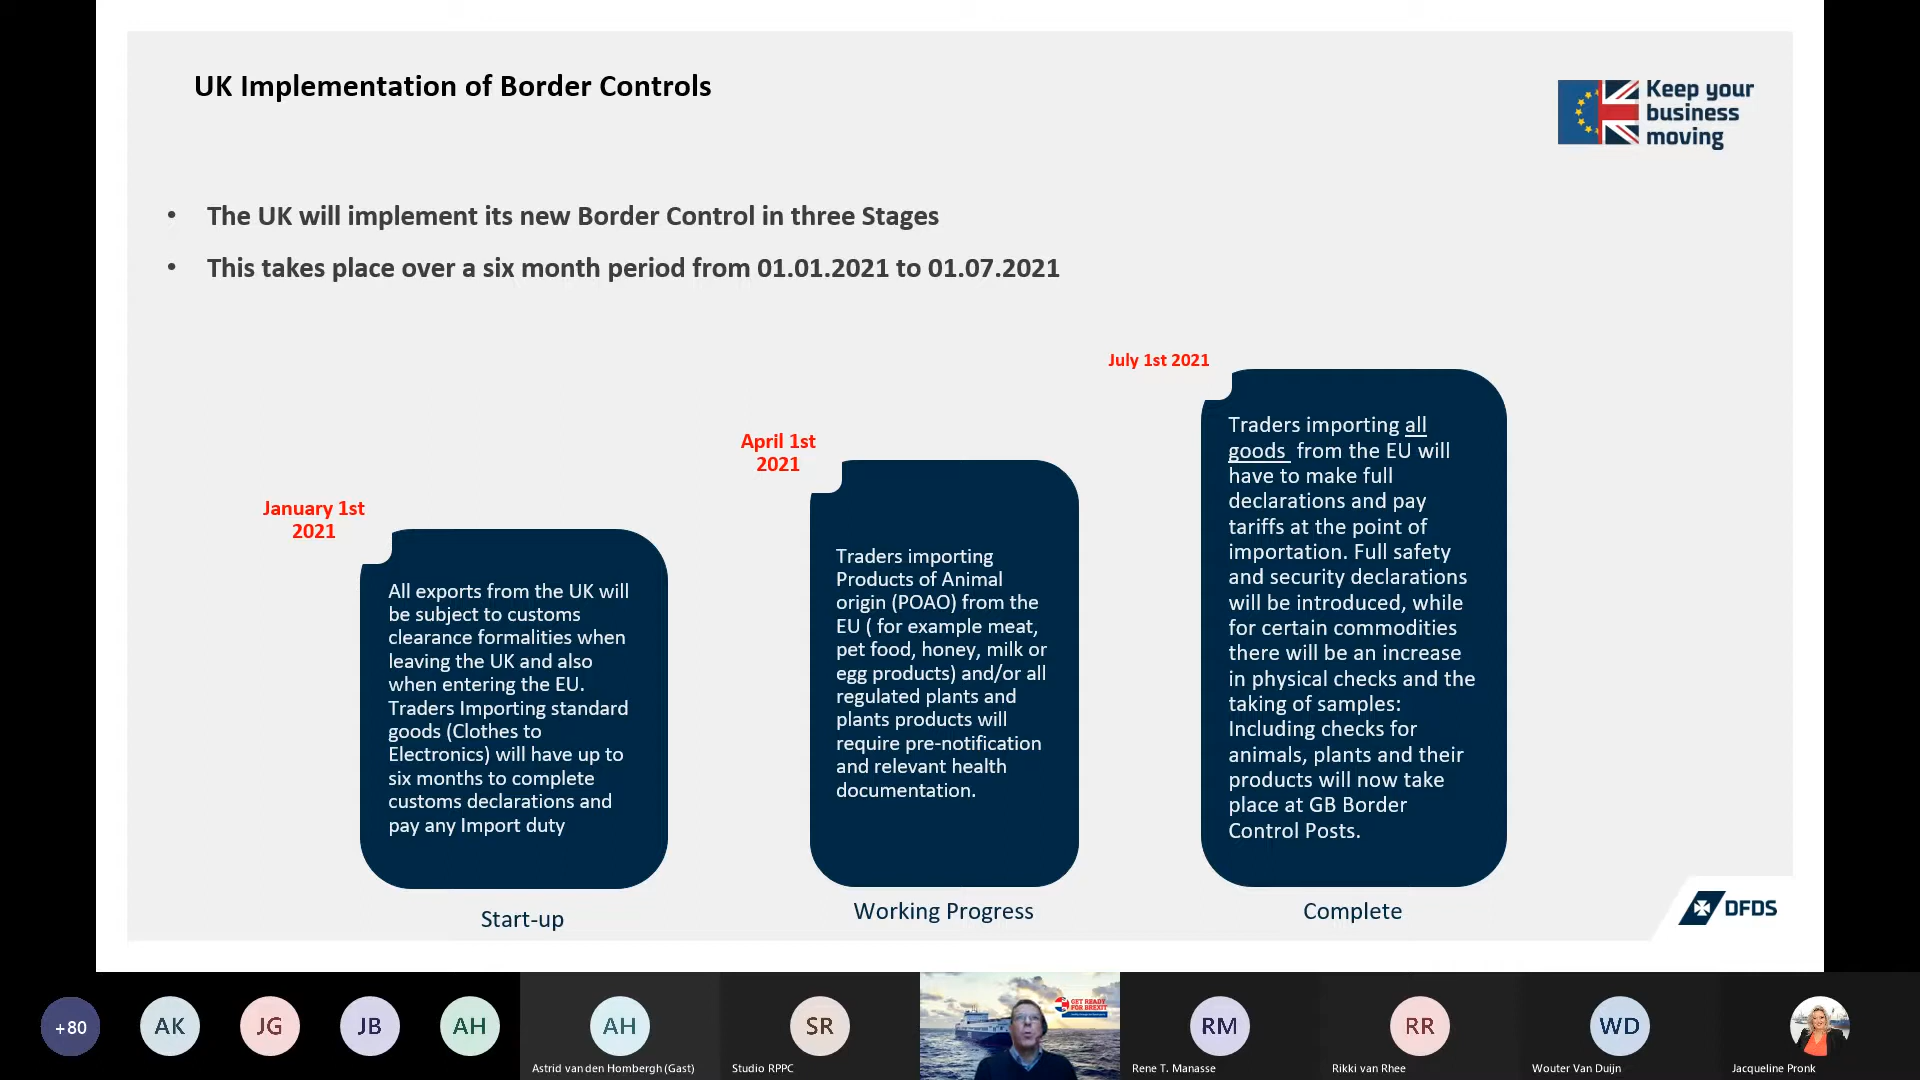 UK Implementation of Border Controls
Keep your
business
moving
• The UK will implement its new Border Control in three Stages
• This takes place over a six month period from 01.01.2021 to 01.07.2021
January 1st
2021
All exports from the UK will
be subject to customs
clearance formalities when
leaving the UK and also
when entering the EU.
Traders Importing standard
goods (Clothes to
Electronics) will have up to
six months to complete
customs declarations and
pay any Import duty
Start-up
April 1st
2021
Traders importing
Products of Animal
origin (POAO) from the
EU ( for example meat,
pet food, honey, milk or
egg products) and/or all
regulated plants and
plants products will
require pre-notification
and relevant health
documentation.
Working Progress
July 1st 2021
Traders importing all
goods from the EU will
have to make full
declarations and pay
tariffs at the point of
importation. Full safety
and security declarations
will be introduced, while
for certain commodities
there will be an increase
in physical checks and the
taking of samples:
Including checks for
animals, plants and their
products will now take
place at GB Border
Control Posts.
Complete
DFDS
+80
AK
JG
JB
AH
AH
Astrid van den Hombergh (Gast)
SR
Studio RPPC
GET READY
FOR BREXIT
RM
Rene T. Manasse
RR
Rikki van Rhee
WD
Wouter Van Duijn
Jacqueline Pronk